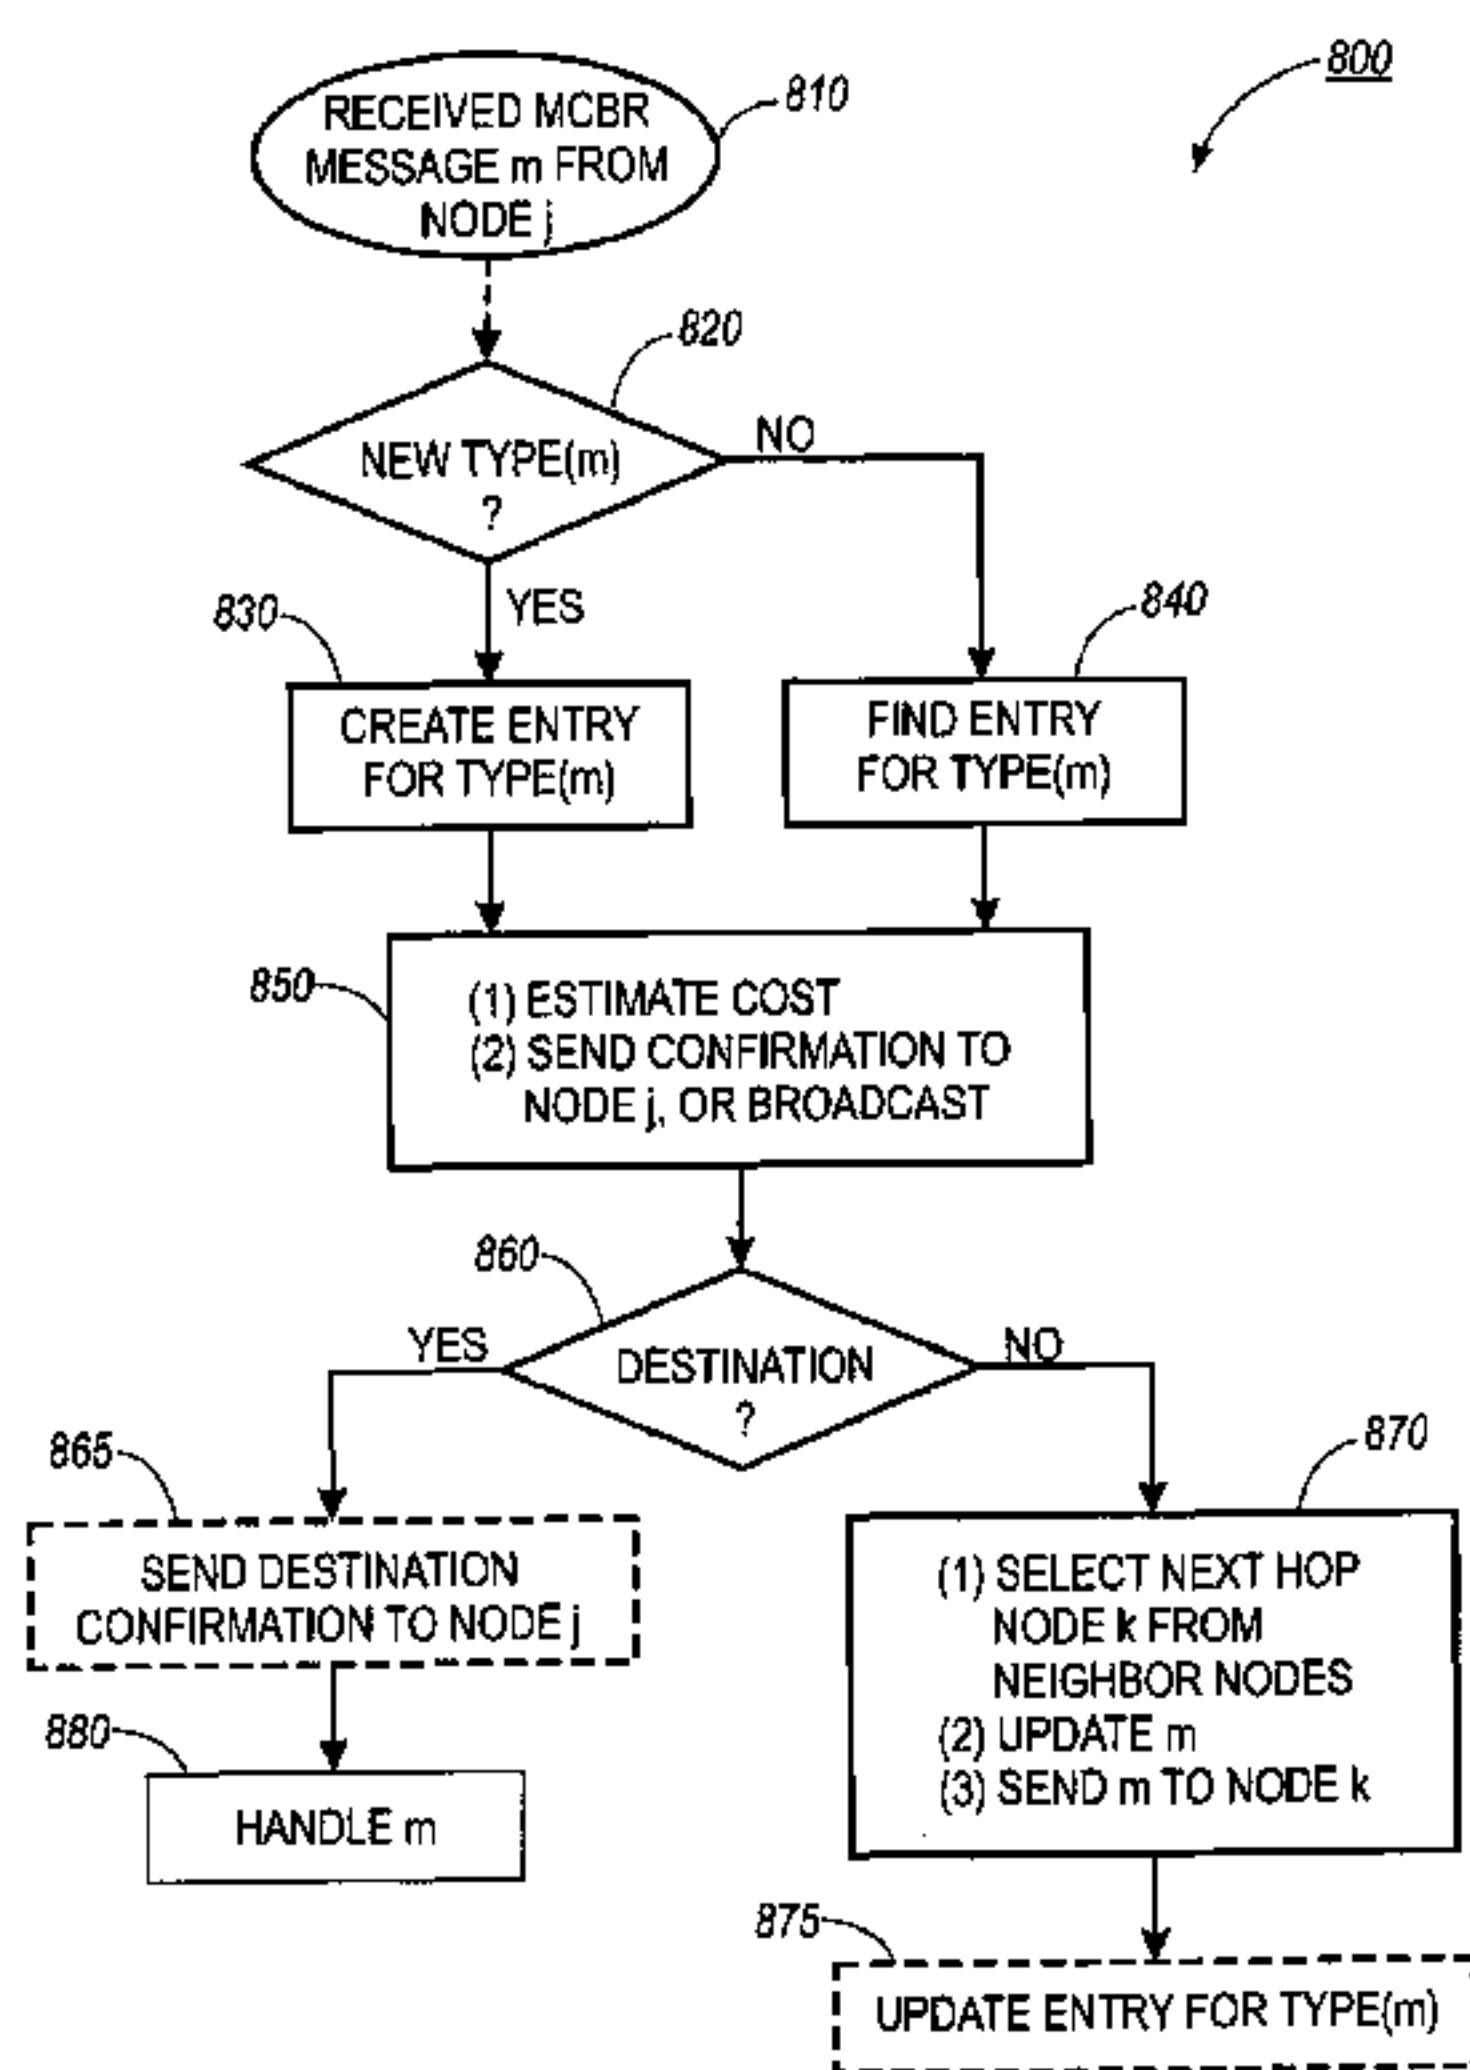 800
810
RECEIVED MCBR
MESSAGE m FROM
NODE j
820
NEW TYPE(m)
?
NO
YES
830
CREATE ENTRY
FOR TYPE(m)
840
FIND ENTRY
FOR TYPE(m)
850
(1) ESTIMATE COST
(2) SEND CONFIRMATION TO
NODE j, OR BROADCAST
860
DESTINATION
?
YES
NO
865
SEND DESTINATION
CONFIRMATION TO NODE j
870
(1) SELECT NEXT HOP
NODE k FROM
NEIGHBOR NODES
(2) UPDATE m
(3) SEND m TO NODE k
880
HANDLE m
875
UPDATE ENTRY FOR TYPE(m)